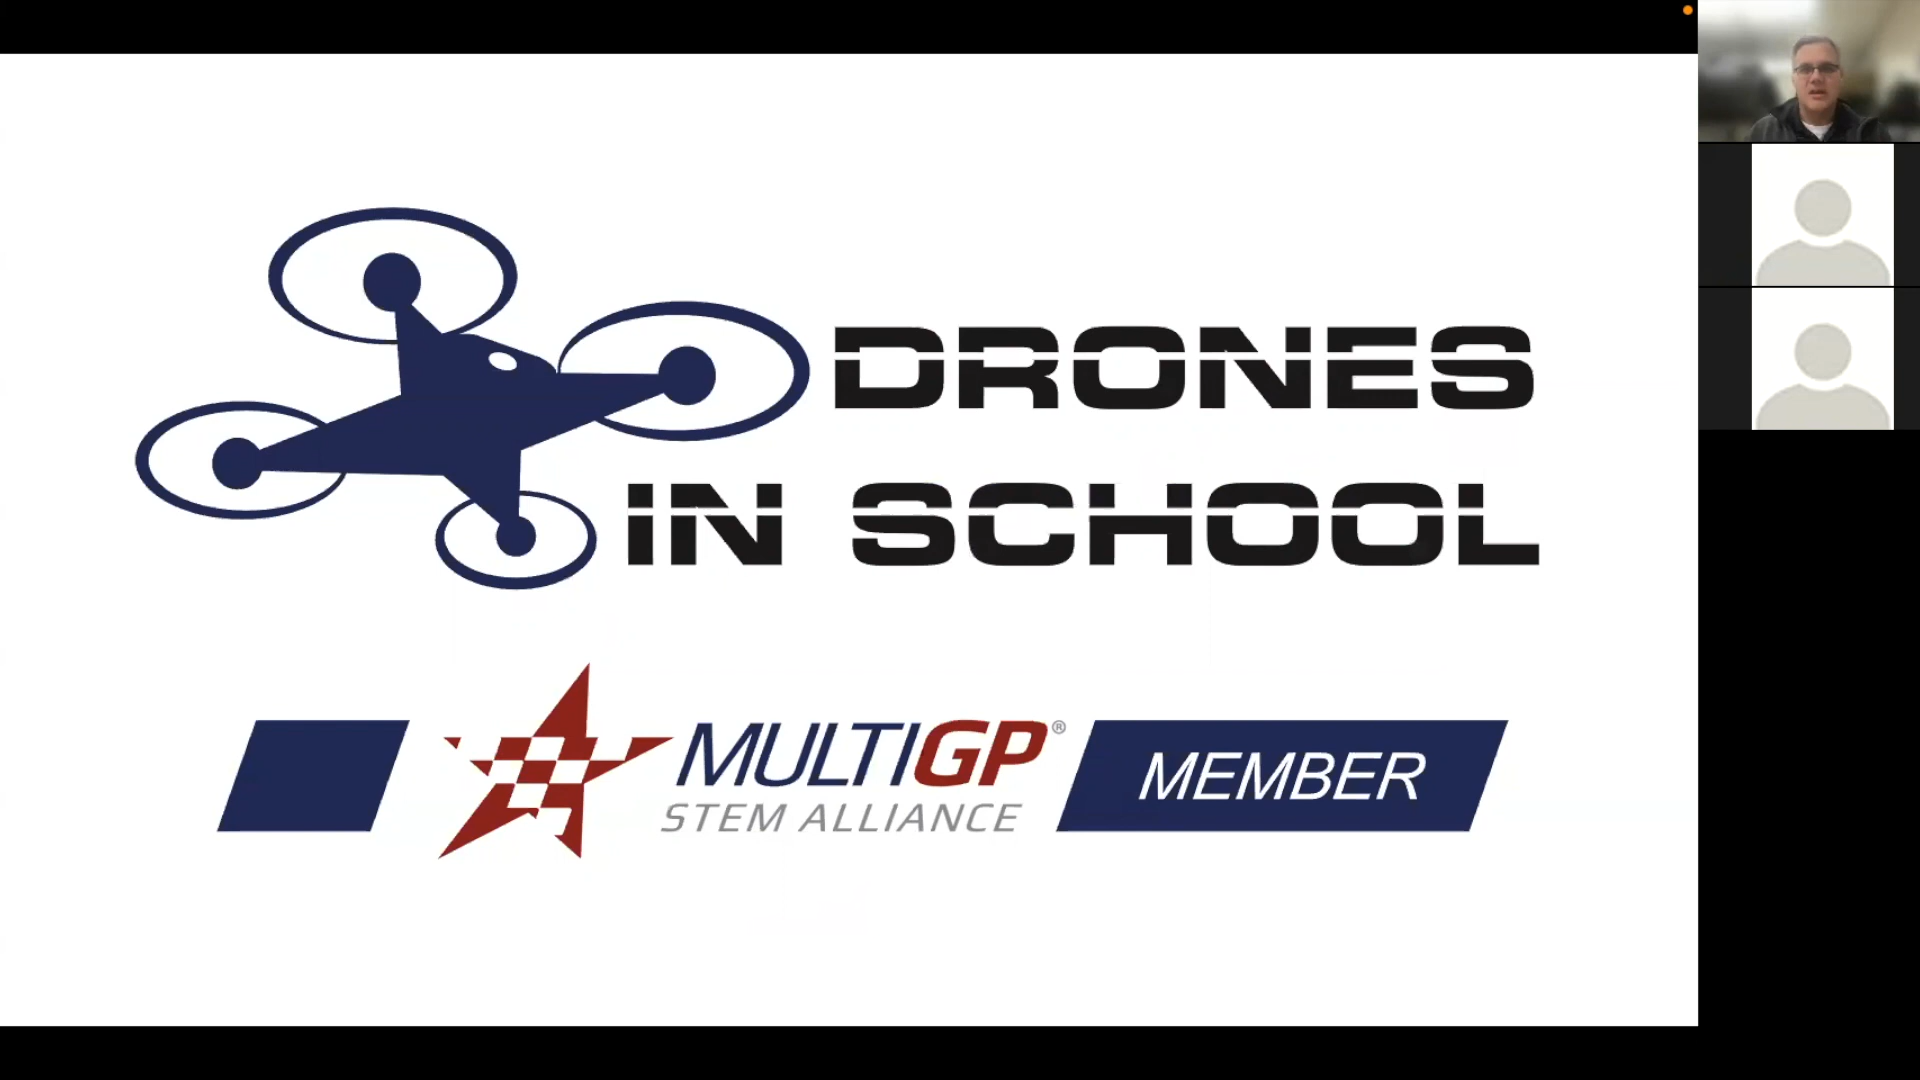 DRONES
IN SCHOOL
MULTIGP®
STEM ALLIANCE
MEMBER